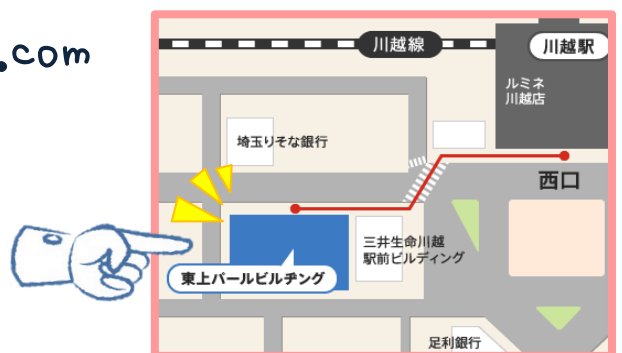 .com
川越線
川越駅
ルミネ
川越店
埼玉りそな銀行
西口
三井生命川越
駅前ビルディング
東上パールビルヂング
足利銀行